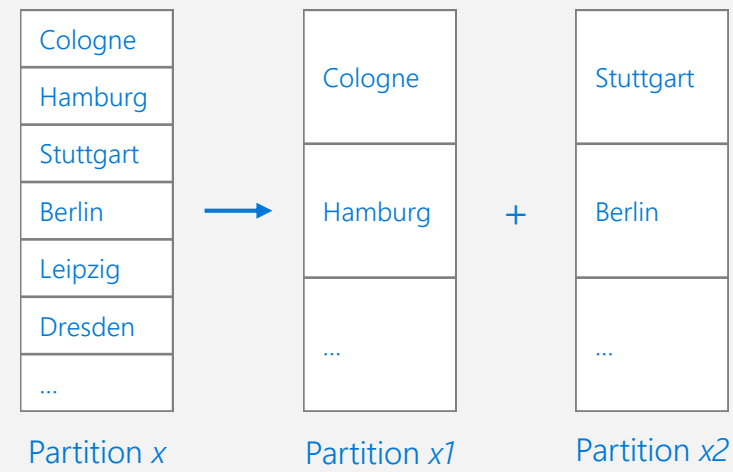 Cologne
Hamburg
Stuttgart
Berlin
Leipzig
Dresden
...
Partition x
Cologne
Hamburg
...
Partition x1
+
Stuttgart
Berlin
...
Partition x2